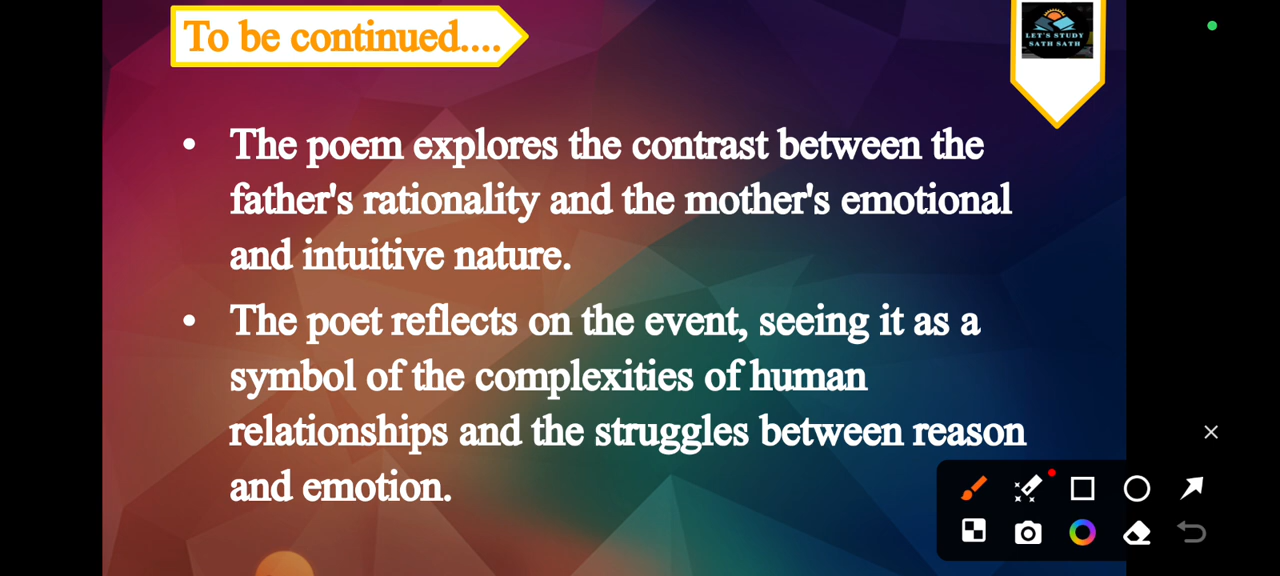 To be continued....
LET'S STUDY
SATH SATH
• The poem explores the contrast between the
father's rationality and the mother's emotional
and intuitive nature.
• The poet reflects on the event, seeing it as a
symbol of the complexities of human
relationships and the struggles between reason
and emotion.